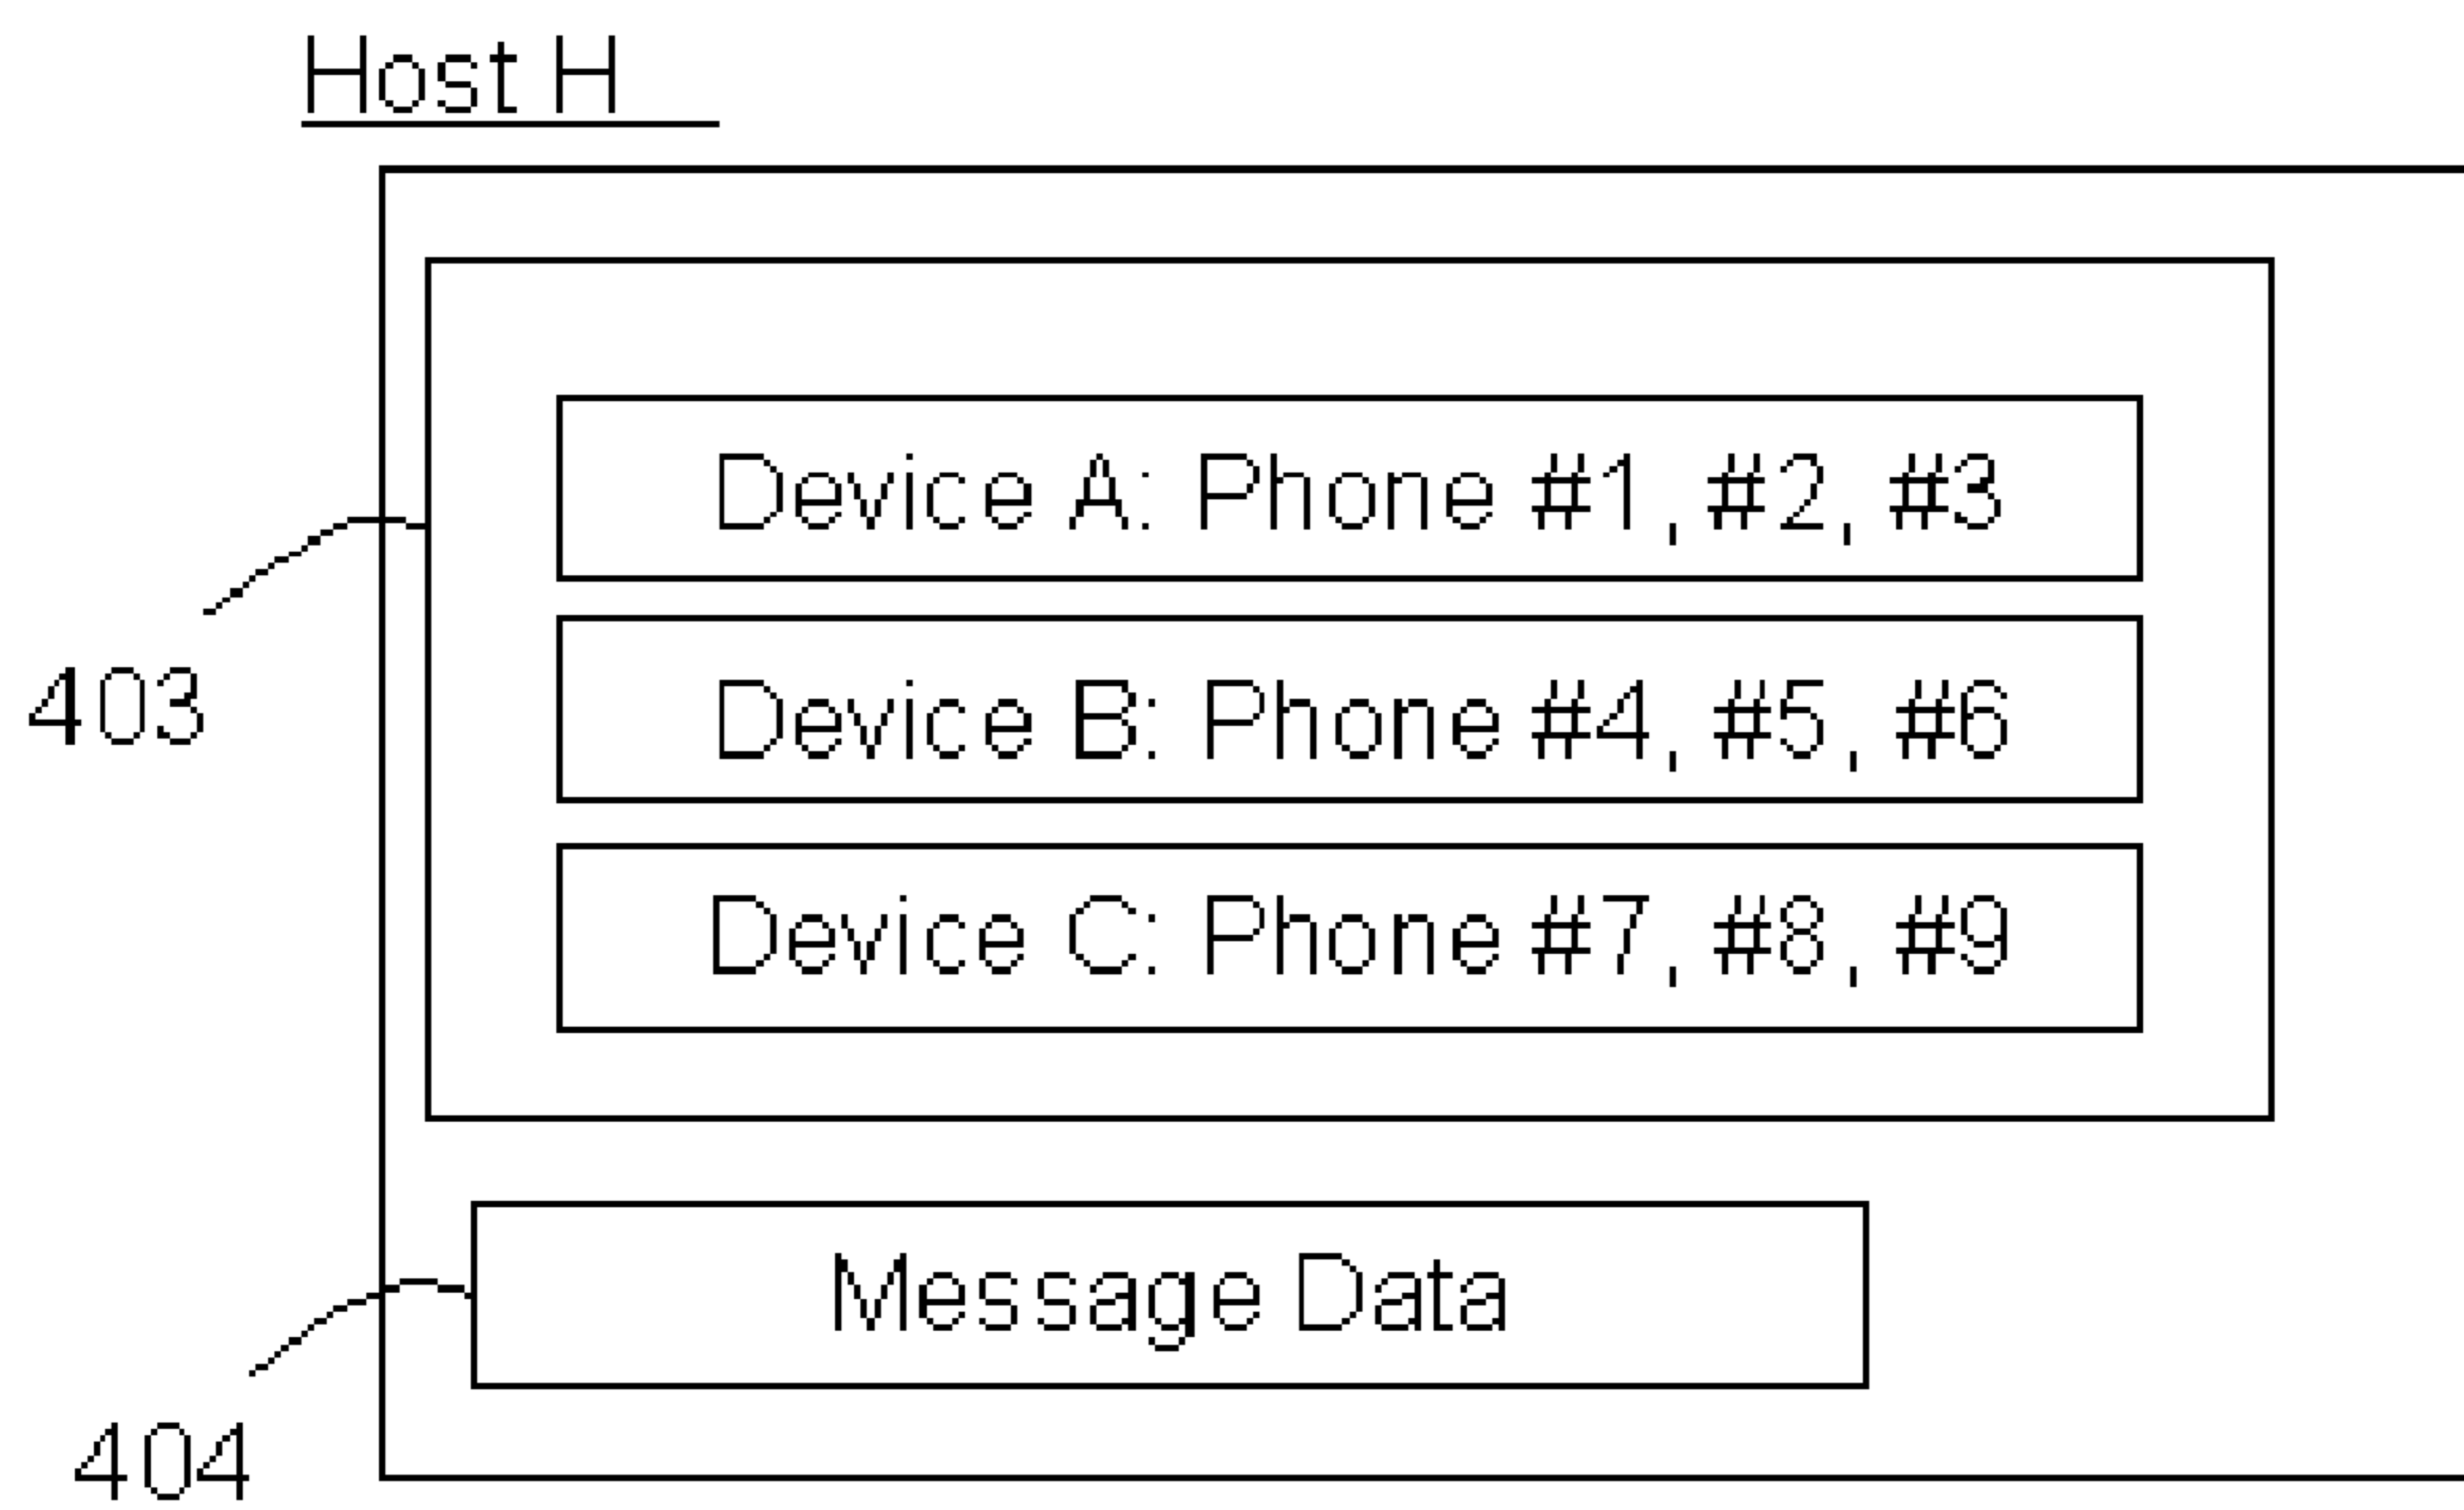 Host H
Device A: Phone #1, #2, #3
403
Device B: Phone #4, #5, #6
Device C: Phone #7, #8, #9
Message Data
404